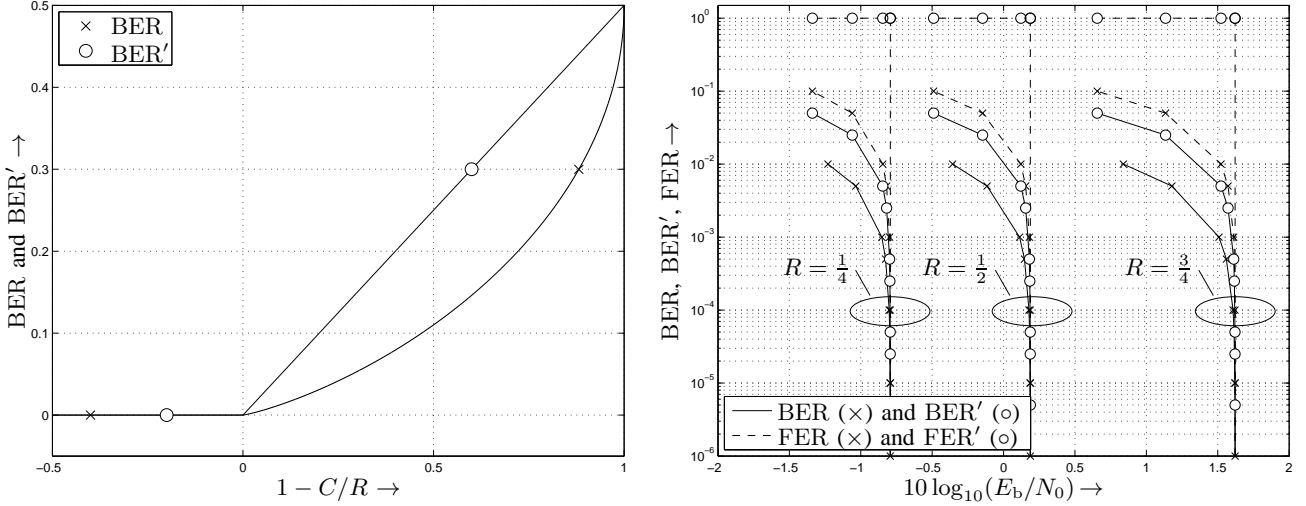 0.5
0.4
0.3
0.2
0.1
0
-0.5
0
0.5
1
BER and BER′ →
1 − C/R →
× BER
○ BER′
10^0
10^-1
10^-2
10^-3
10^-4
10^-5
10^-6
−2
−1.5
−1
−0.5
0
0.5
1
1.5
2
BER, BER′, FER →
10 log10(Eb/N0) →
R = 1/4
R = 1/2
R = 3/4
BER (×) and BER′ (○)
FER (×) and FER′ (○)